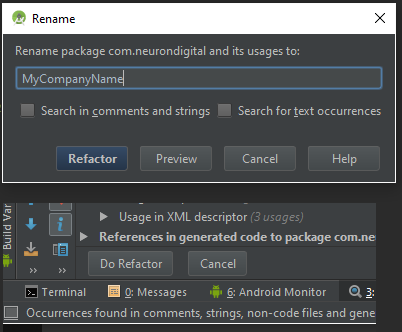 Rename
Rename package com.neurondigital and its usages to:
MyCompanyName
Search in comments and strings
Search for text occurrences
Refactor
Preview
Cancel
Help
Build Var
Usage in XML descriptor (3 usages)
References in generated code to package com.neu
Do Refactor
Cancel
Terminal
0: Messages
6: Android Monitor
3:
Occurrences found in comments, strings, non-code files and gene